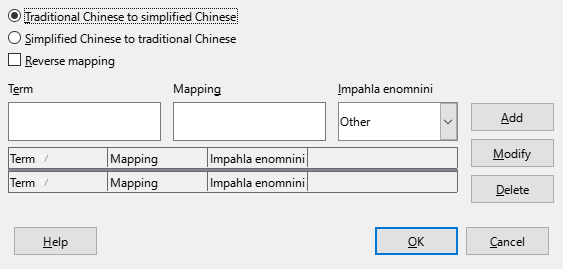 Traditional Chinese to simplified Chinese
Simplified Chinese to traditional Chinese
Reverse mapping
Term Mapping Impahla enomnini
Other
Add
Term / Mapping Impahla enomnini
Modify
Term / Mapping Impahla enomnini
Delete
Help OK Cancel